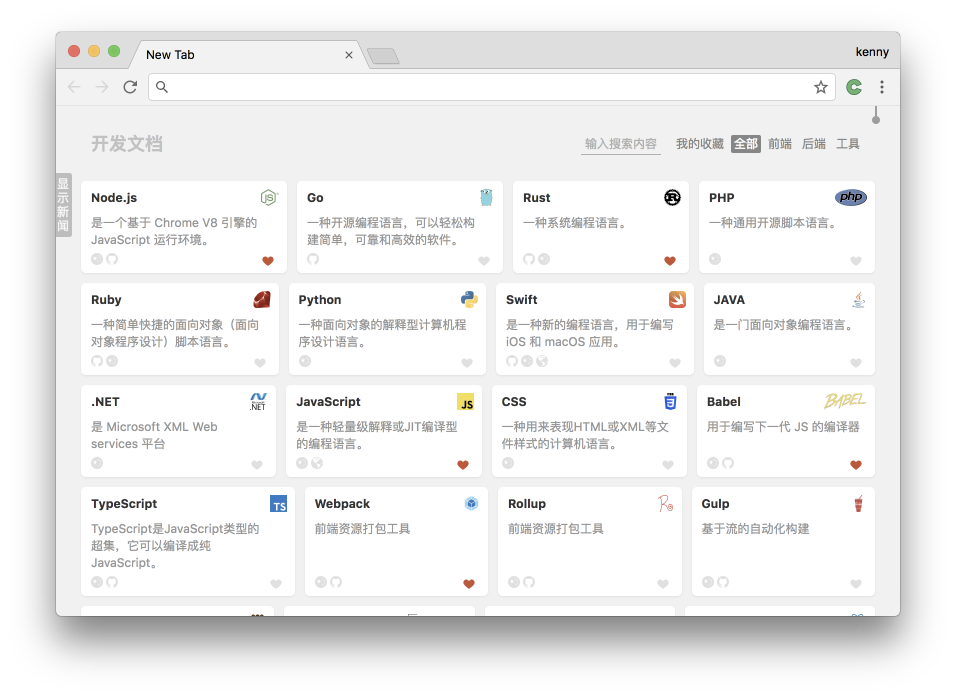 New Tab
kenny
开发文档
输入搜索内容 我的收藏 全部 前端 后端 工具
显示新闻
Node.js
是一个基于 Chrome V8 引擎的
JavaScript 运行环境。
Go
一种开源编程语言，可以轻松构
建简单，可靠和高效的软件。
Rust
一种系统编程语言。
PHP
php
一种通用开源脚本语言。
Ruby
一种简单快捷的面向对象（面向
对象程序设计）脚本语言。
Python
一种面向对象的解释型计算机程
序设计语言。
Swift
是一种新的编程语言，用于编写
iOS 和 macOS 应用。
JAVA
是一门面向对象编程语言。
.NET
.NET
是 Microsoft XML Web
services 平台
JavaScript
JS
是一种轻量级解释或JIT编译型
的编程语言。
CSS
一种用来表现HTML或XML等文
件样式的计算机语言。
Babel
BABEL
用于编写下一代 JS 的编译器
TypeScript
TS
TypeScript是JavaScript类型的
超集，它可以编译成纯
JavaScript。
Webpack
前端资源打包工具
Rollup
前端资源打包工具
Gulp
基于流的自动化构建